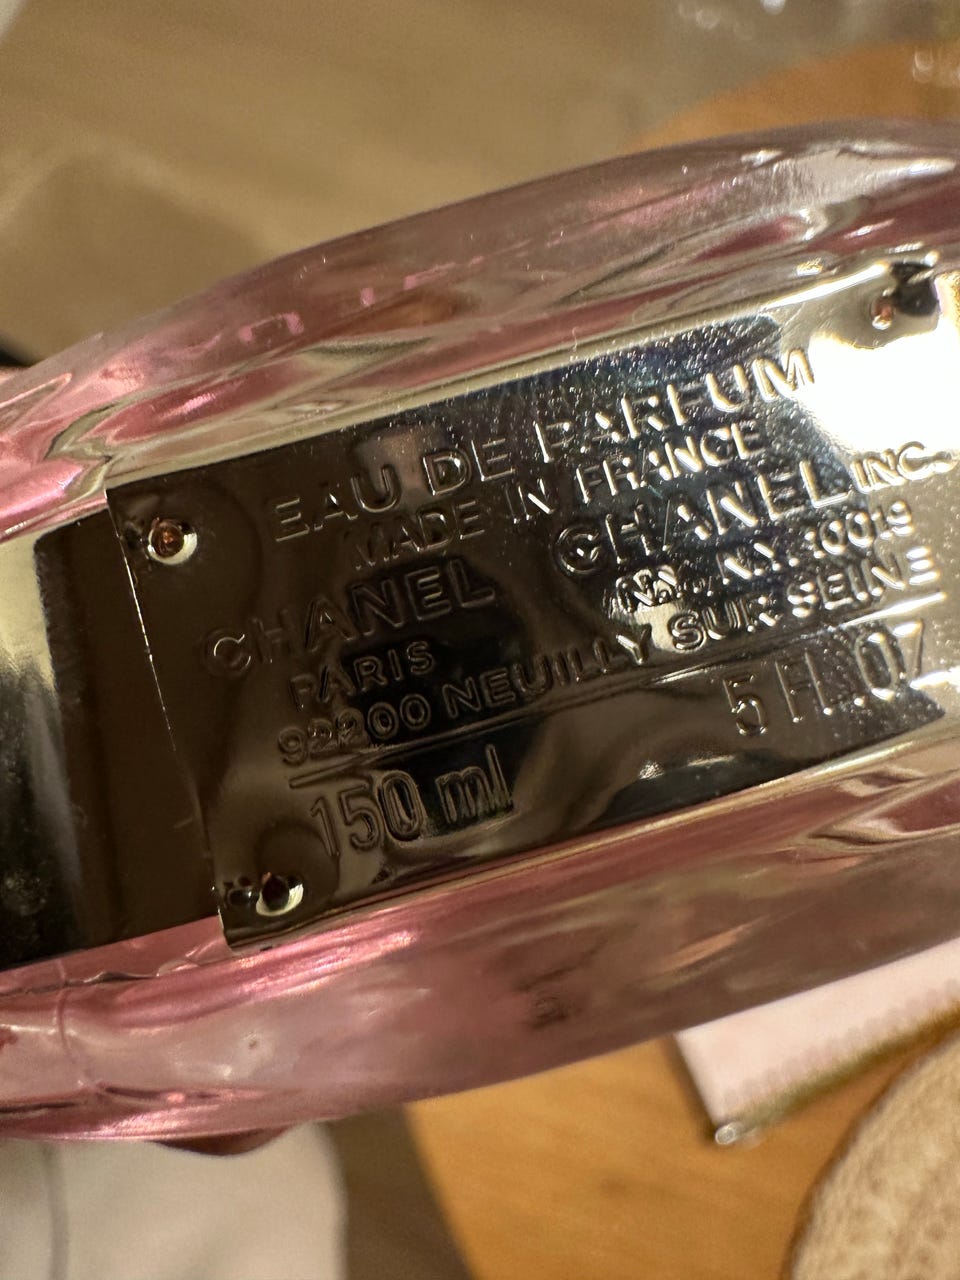 EAU DE PARFUM
MADE IN FRANCE
CHANEL CHANEL INC.
PARIS N.Y. 10019
92200 NEUILLY SUR SEINE
150 ml 5 Fl. OZ